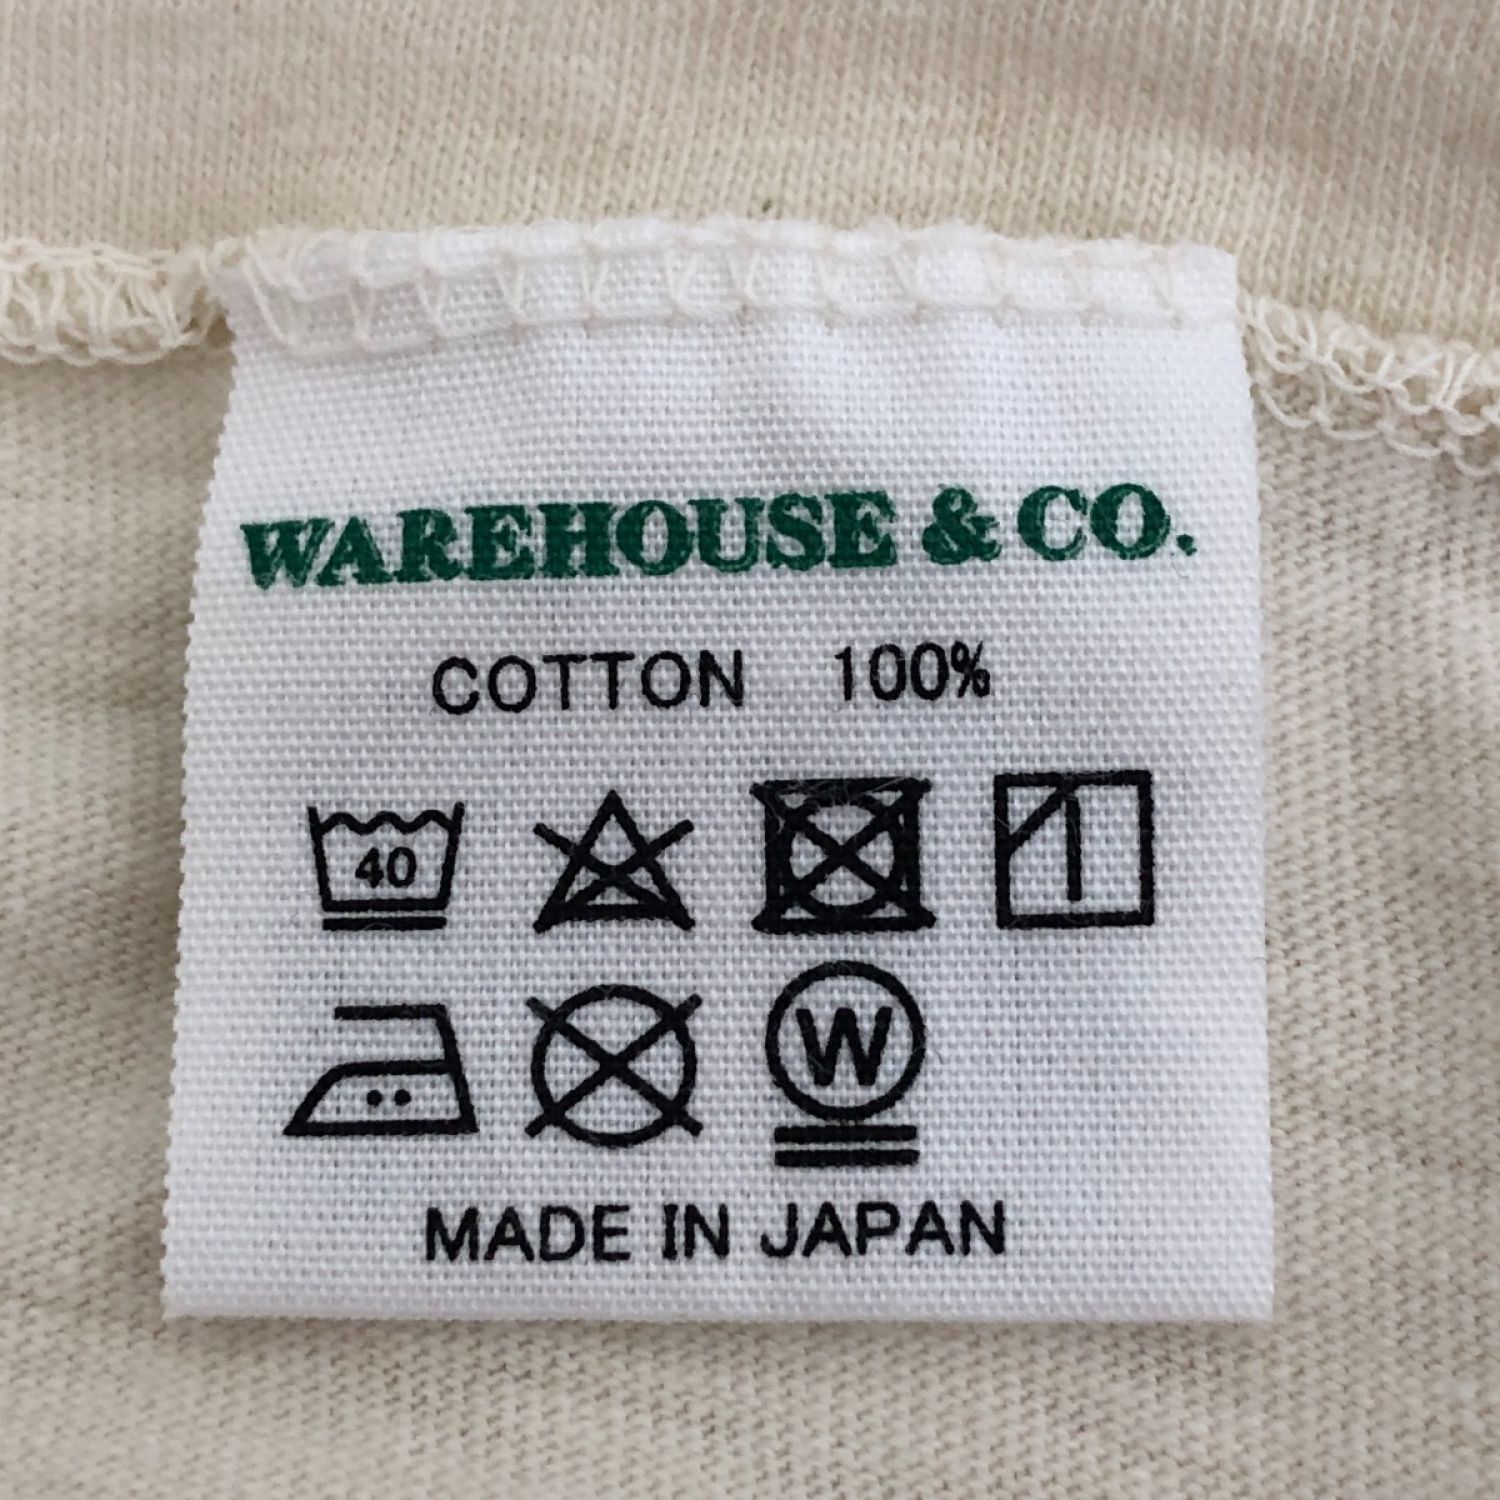 WAREHOUSE & CO.
COTTON 100%
40
W
MADE IN JAPAN